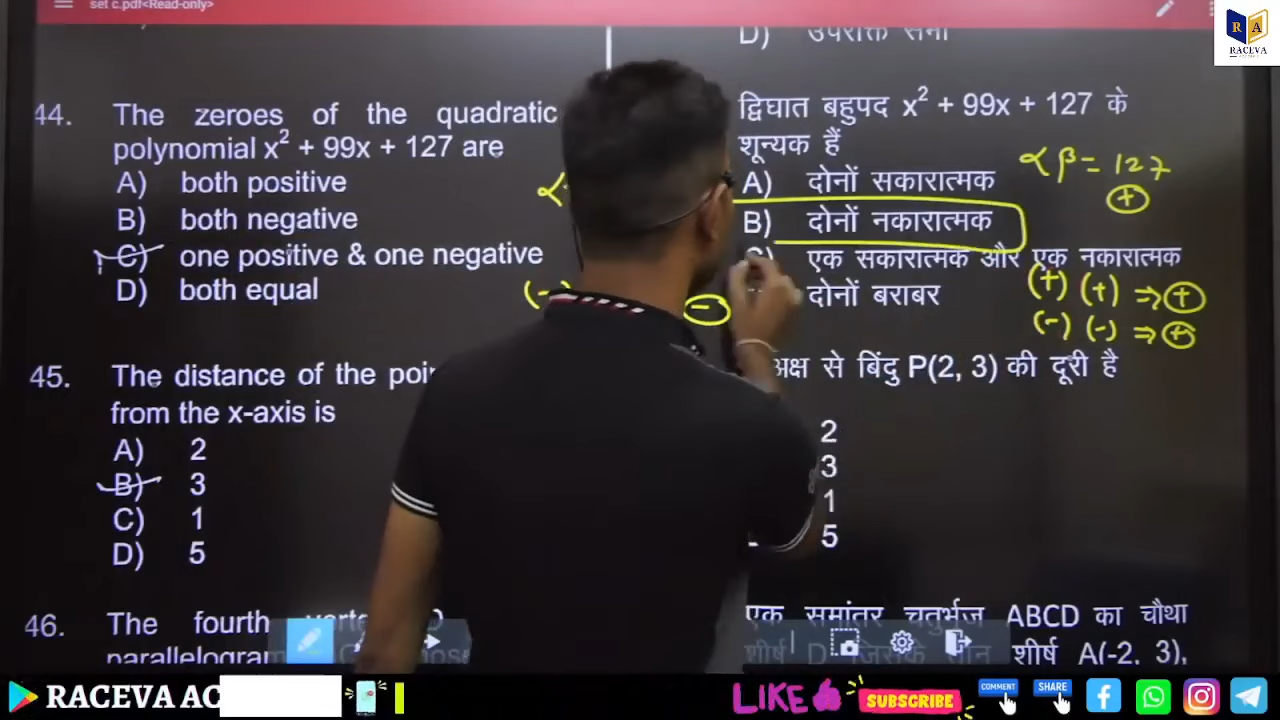 set c.pdf<Read-only>
R A
RACEVA
D) उपरोक्त सभी
44. The zeroes of the quadratic
polynomial x² + 99x + 127 are
A) both positive
B) both negative
C) one positive & one negative
D) both equal
द्विघात बहुपद x² + 99x + 127 के
शून्यक हैं
A) दोनों सकारात्मक
B) दोनों नकारात्मक
C) एक सकारात्मक और एक नकारात्मक
दोनों बराबर
α β = 127
+
(+) (+) ⇒ +
(-) (-) ⇒ +
α
(-)
-
45. The distance of the
from the x-axis is
A) 2
B) 3
C) 1
D) 5
अक्ष से बिंदु P(2, 3) की दूरी है
2
3
1
5
46. The fourth
parallelogram
एक समांतर चतुर्भुज ABCD का चौथा
शीर्ष D शीर्ष A(-2, 3),
RACEVA AC
LIKE
SUBSCRIBE
COMMENT
SHARE